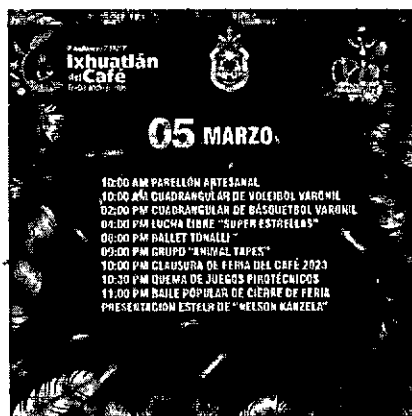 Ixhuatlán
del Café
05 MARZO
10:00 AM PABELLÓN ARTESANAL
10:00 AM CUADRANGULAR DE VOLEIBOL VARONIL
02:00 PM CUADRANGULAR DE BÁSQUETBOL VARONIL
04:00 PM LUCHA LIBRE "SUPER ESTRELLAS"
06:00 PM BALLET TONALLI
09:00 PM GRUPO "ANIMAL TAPES"
10:00 PM CLAUSURA DE FERIA DEL CAFÉ 2023
10:30 PM QUEMA DE JUEGOS PIROTÉCNICOS
11:00 PM BAILE POPULAR DE CIERRE DE FERIA
PRESENTACIÓN ESTELR DE "NELSON KANZELA"